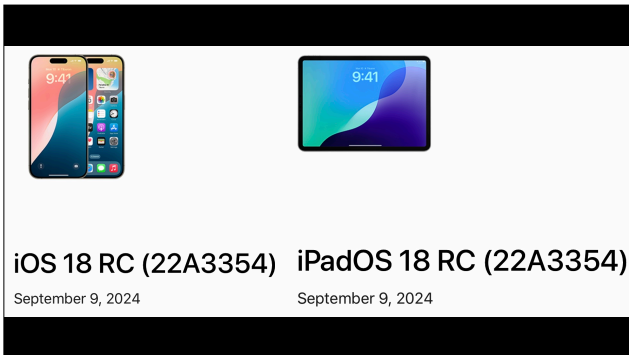 9:41
9:41
iOS 18 RC (22A3354)
iPadOS 18 RC (22A3354)
September 9, 2024
September 9, 2024